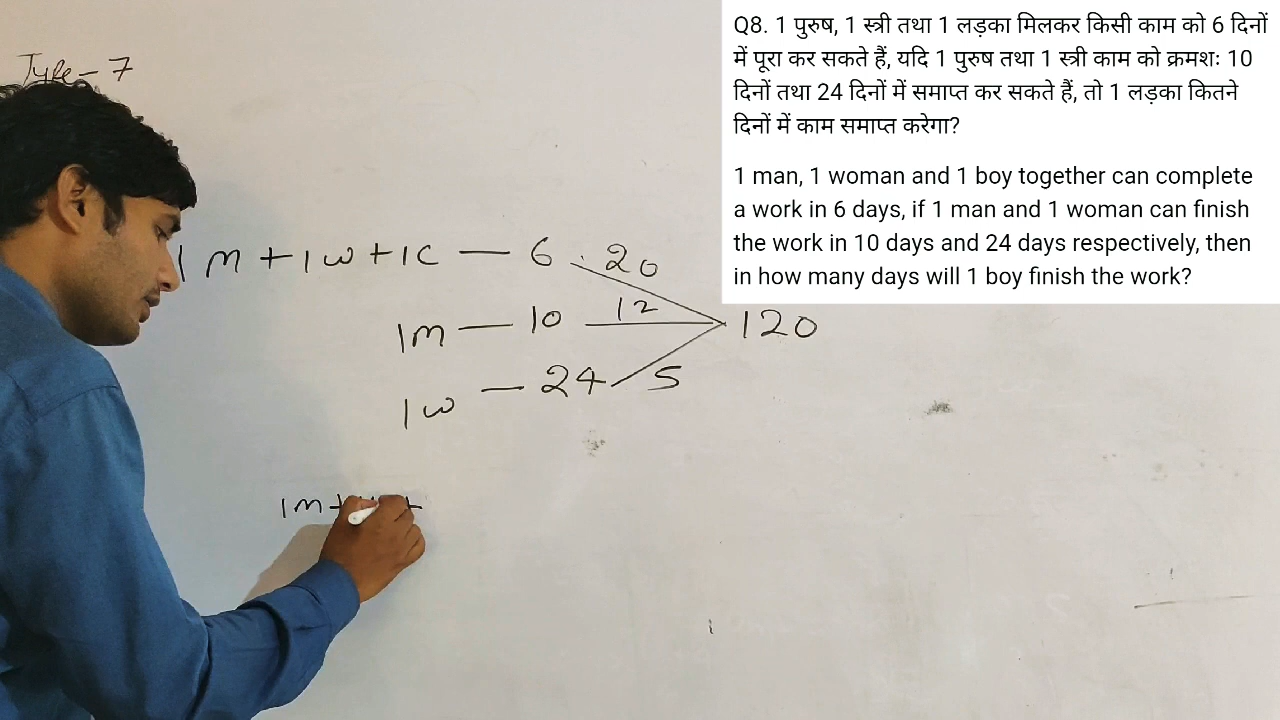 Type - 7
Q8. 1 पुरुष, 1 स्त्री तथा 1 लड़का मिलकर किसी काम को 6 दिनों
में पूरा कर सकते हैं, यदि 1 पुरुष तथा 1 स्त्री काम को क्रमशः 10
दिनों तथा 24 दिनों में समाप्त कर सकते हैं, तो 1 लड़का कितने
दिनों में काम समाप्त करेगा?
1 man, 1 woman and 1 boy together can complete
a work in 6 days, if 1 man and 1 woman can finish
the work in 10 days and 24 days respectively, then
in how many days will 1 boy finish the work?
1m+1w+1c — 6 20
1m — 10 12 120
1w — 24 5
1m+